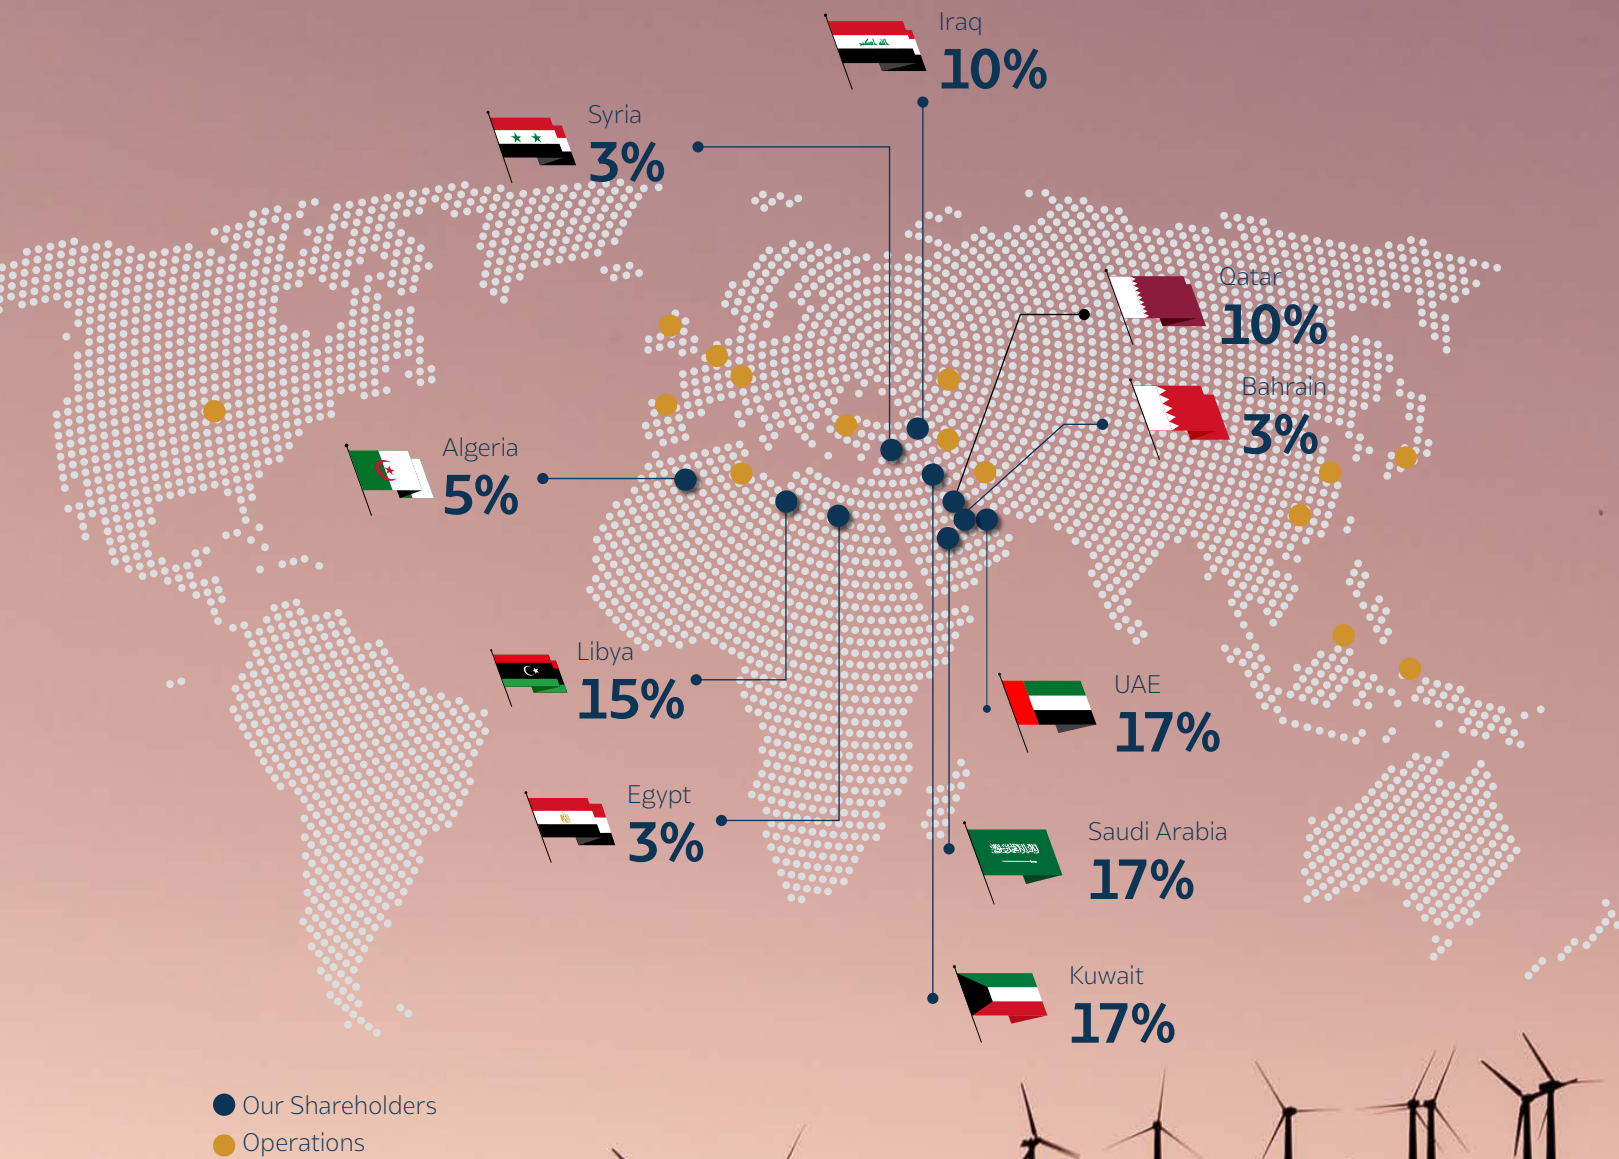 Iraq
10%
Syria
3%
Qatar
10%
Bahrain
3%
Algeria
5%
Libya
15%
UAE
17%
Egypt
3%
Saudi Arabia
17%
Kuwait
17%
Our Shareholders
Operations